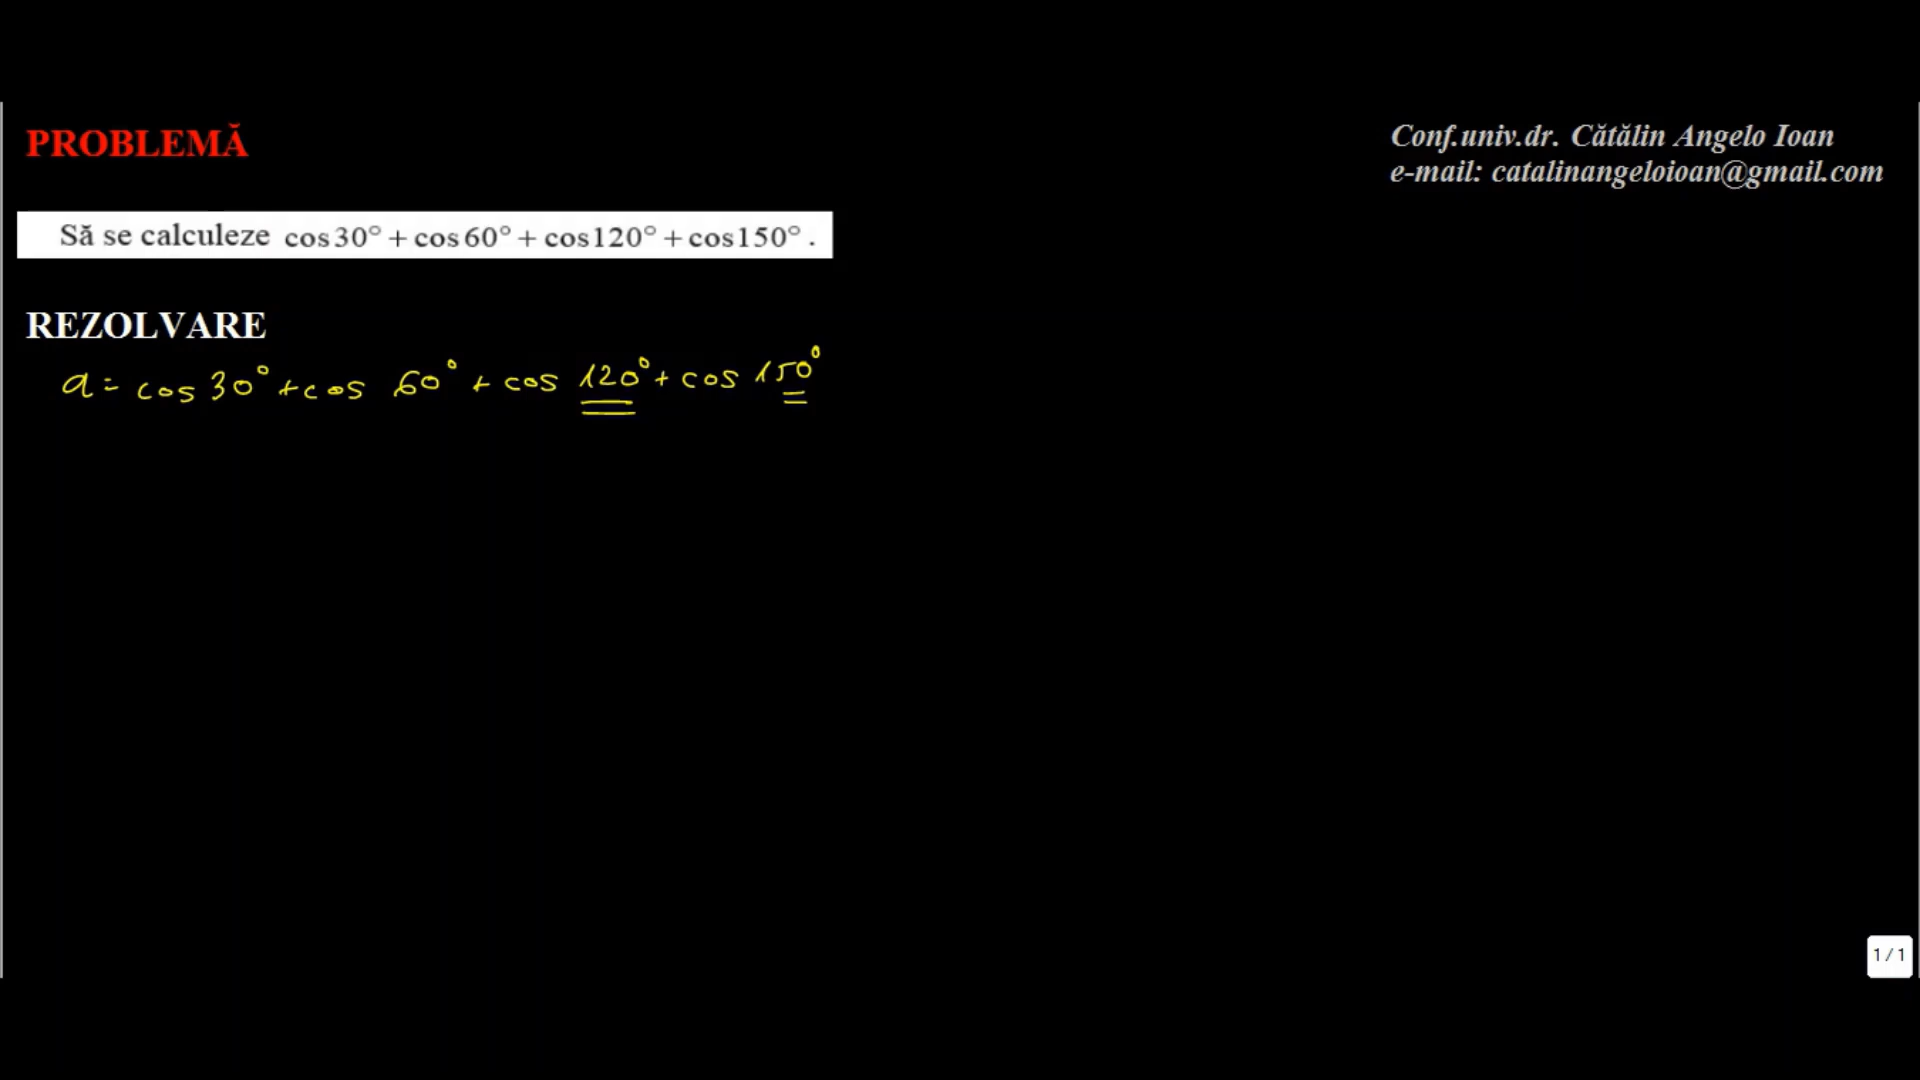 PROBLEMĂ
Conf.univ.dr. Cătălin Angelo Ioan
e-mail: catalinangeloioan@gmail.com
Să se calculeze cos30° + cos60° + cos120° + cos150° .
REZOLVARE
a = cos 30° + cos 60° + cos 120° + cos 150°
1 / 1